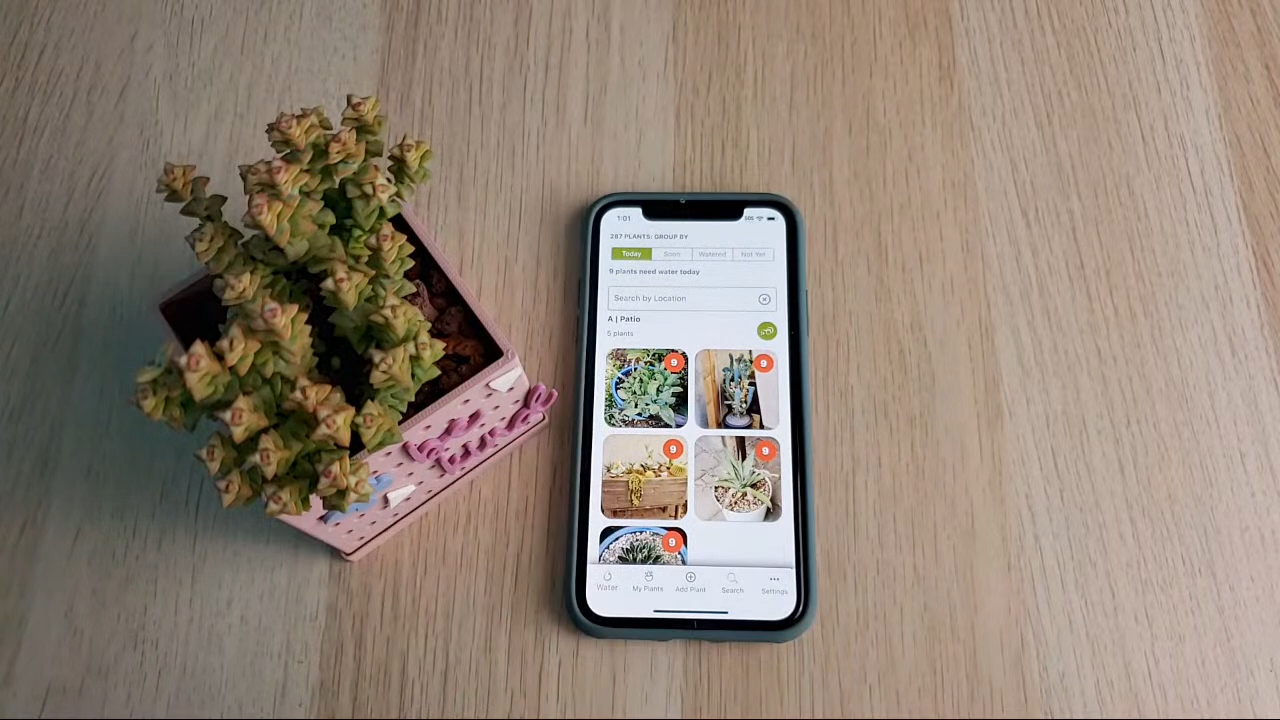 1:01
SOS
287 PLANTS: GROUP BY
Today Soon Watered Not Yet
9 plants need water today
Search by Location
A | Patio
5 plants
9 9
9 9
9
Water My Plants Add Plant Search Settings